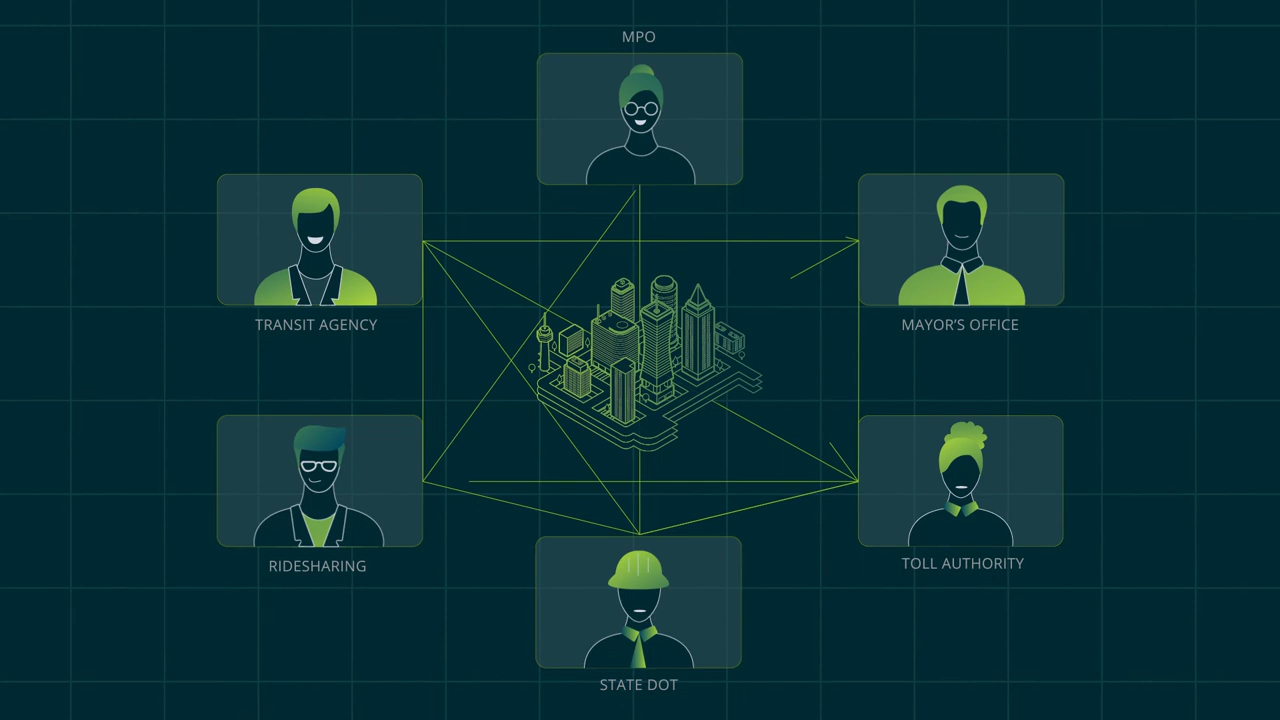 MPO
TRANSIT AGENCY
MAYOR’S OFFICE
RIDESHARING
TOLL AUTHORITY
STATE DOT